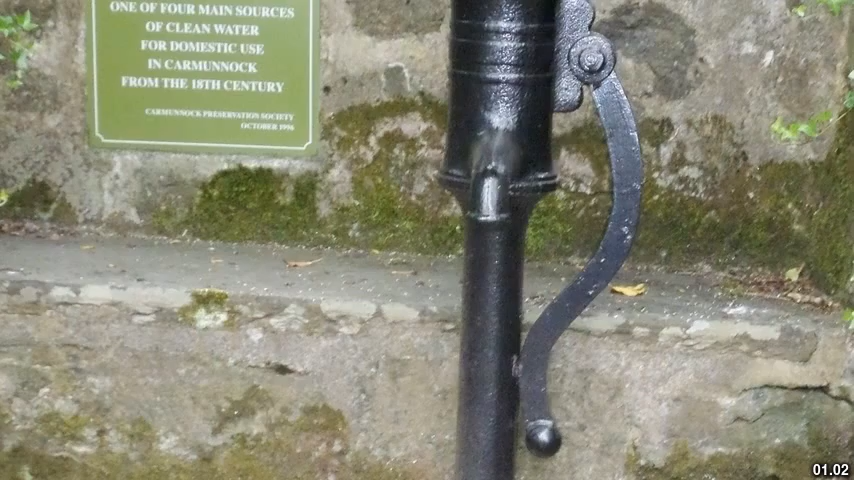 ONE OF FOUR MAIN SOURCES
OF CLEAN WATER
FOR DOMESTIC USE
IN CARMUNNOCK
FROM THE 18TH CENTURY
CARMUNNOCK PRESERVATION SOCIETY
OCTOBER 1996
01.02